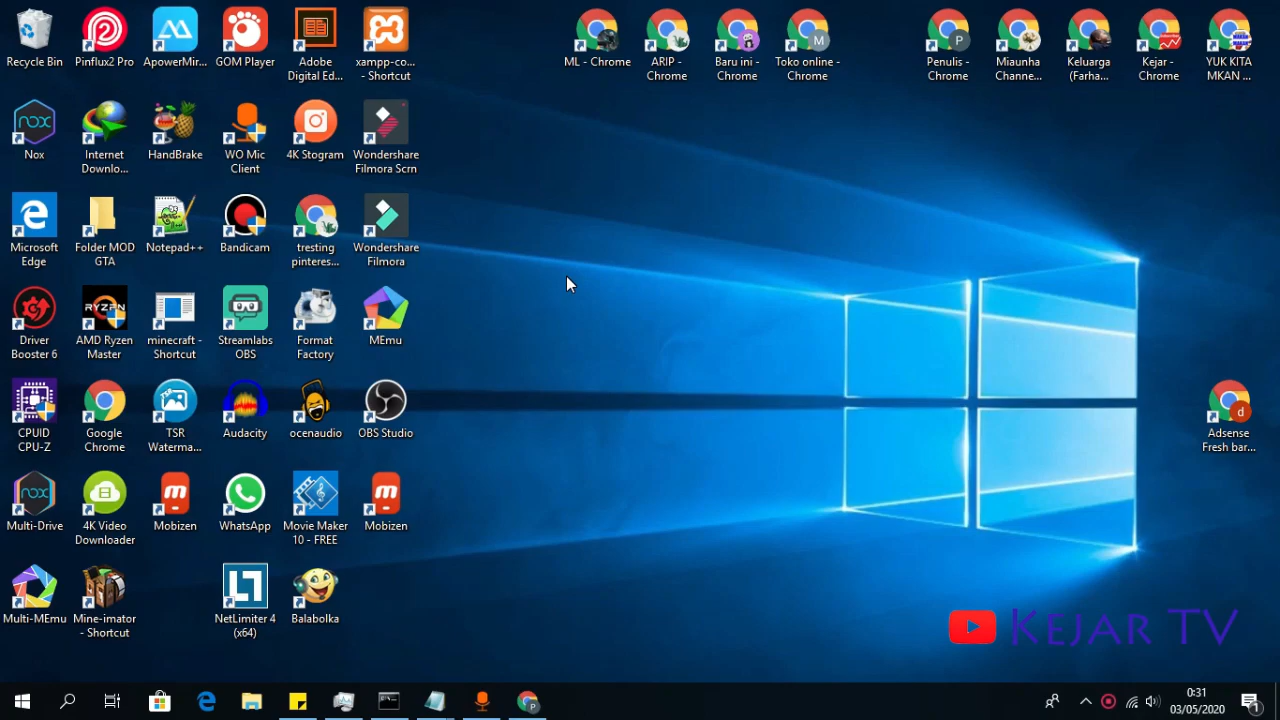 Recycle Bin
Pinflux2 Pro
ApowerMir...
GOM Player
Adobe
Digital Ed...
xampp-co...
- Shortcut
ML - Chrome
ARIP -
Chrome
Baru ini -
Chrome
Toko online -
Chrome
M
Penulis -
Chrome
P
Miaunha
Channe...
Keluarga
(Farha...
Kejar -
Chrome
YUK KITA
MKAN ...
nox
Nox
Internet
Downlo...
HandBrake
WO Mic
Client
4K Stogram
Wondershare
Filmora Scrn
Microsoft
Edge
Folder MOD
GTA
Notepad++
Bandicam
tresting
pinteres...
Wondershare
Filmora
Driver
Booster 6
RYZEN
AMD Ryzen
Master
minecraft -
Shortcut
Streamlabs
OBS
Format
Factory
MEmu
CPUID
CPU-Z
Google
Chrome
TSR
Waterma...
Audacity
ocenaudio
OBS Studio
d
Adsense
Fresh bar...
nox
Multi-Drive
4K Video
Downloader
m
Mobizen
WhatsApp
Movie Maker
10 - FREE
m
Mobizen
Multi-MEmu
Mine-imator
- Shortcut
NetLimiter 4
(x64)
Balabolka
KEJAR TV
P
0:31
03/05/2020
1